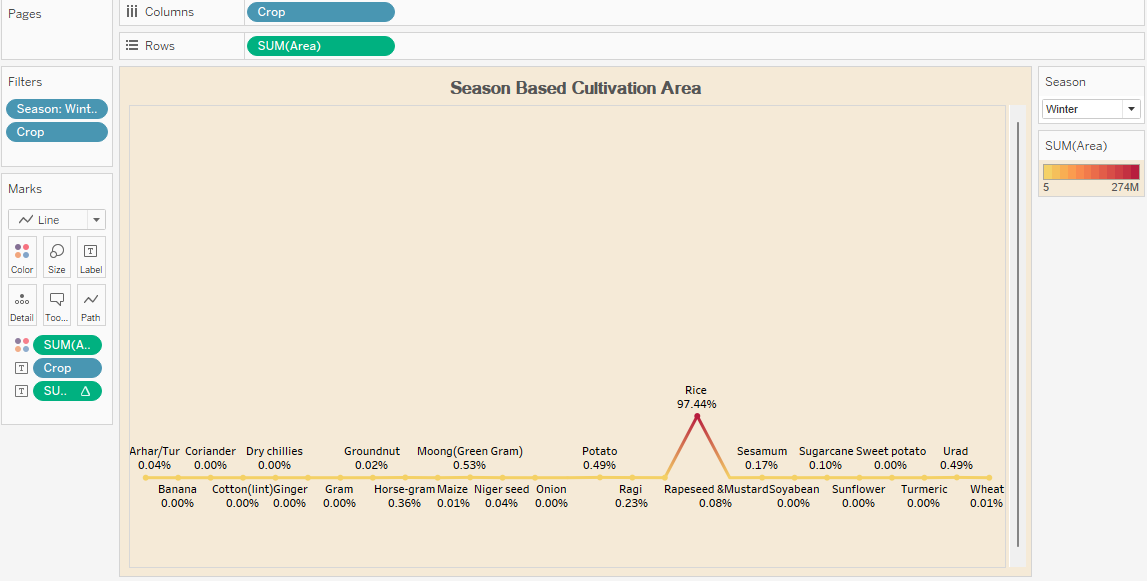 Pages
Columns
Crop
Rows
SUM(Area)
Filters
Season: Wint..
Crop
Marks
Line
Color
Size
Label
Detail
Too...
Path
SUM(A..
Crop
SU..
Season Based Cultivation Area
Rice
97.44%
Arhar/Tur Coriander Dry chillies Groundnut Moong(Green Gram) Potato Sesamum Sugarcane Sweet potato Urad
0.04% 0.00% 0.00% 0.02% 0.53% 0.49% 0.17% 0.10% 0.00% 0.49%
Banana Cotton(lint) Ginger Gram Horse-gram Maize Niger seed Onion Ragi Rapeseed &Mustard Soyabean Sunflower Turmeric Wheat
0.00% 0.00% 0.00% 0.00% 0.36% 0.01% 0.04% 0.00% 0.23% 0.08% 0.00% 0.00% 0.00% 0.01%
Season
Winter
SUM(Area)
5 274M